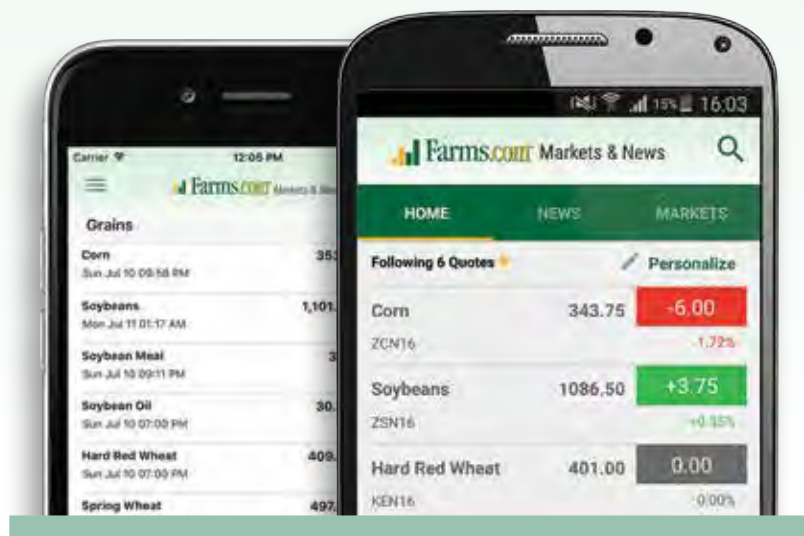 Carrier
12:05 PM
Farms.com
Grains
Corn
353
Sun Jul 10 09:58 PM
Soybeans
1,101.
Mon Jul 11 01:17 AM
Soybean Meal
3
Sun Jul 10 09:11 PM
Soybean Oil
30.
Sun Jul 10 07:00 PM
Hard Red Wheat
409.
Sun Jul 10 07:00 PM
Spring Wheat
497.
15% 16:03
Farms.com Markets & News
HOME NEWS MARKETS
Following 6 Quotes Personalize
Corn 343.75 -6.00
ZCN16 -1.72%
Soybeans 1086.50 +3.75
ZSN16 +0.35%
Hard Red Wheat 401.00 0.00
KEN16 0.00%